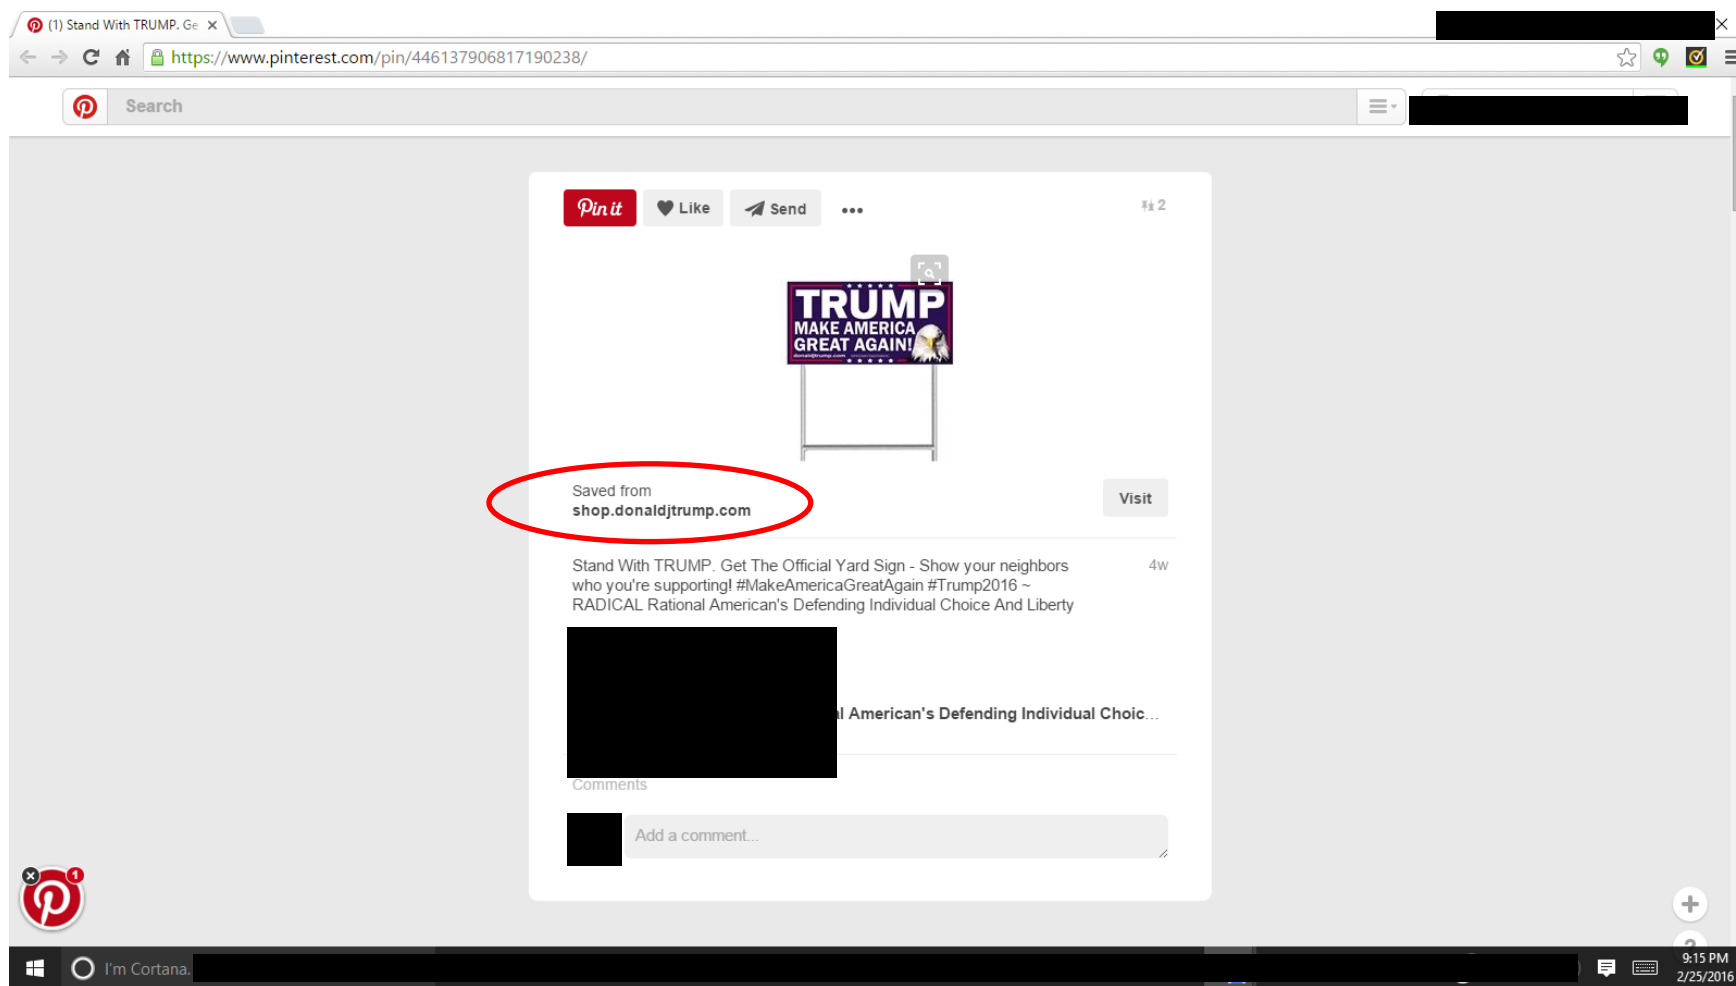 (1) Stand With TRUMP. Ge
https://www.pinterest.com/pin/446137906817190238/
Search
Pin it
Like
Send
2
TRUMP
MAKE AMERICA
GREAT AGAIN!
donaldjtrump.com
Saved from
shop.donaldjtrump.com
Visit
Stand With TRUMP. Get The Official Yard Sign - Show your neighbors
4w
who you're supporting! #MakeAmericaGreatAgain #Trump2016 ~
RADICAL Rational American's Defending Individual Choice And Liberty
l American's Defending Individual Choic...
Comments
Add a comment...
1
I'm Cortana.
9:15 PM
2/25/2016